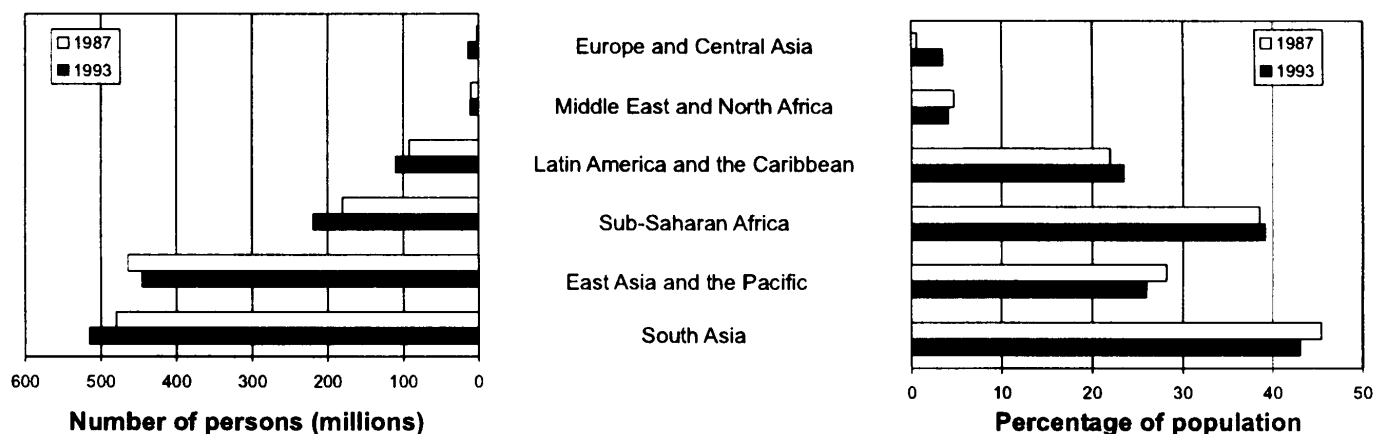 1987
1993
600 500 400 300 200 100 0
Number of persons (millions)
Europe and Central Asia
Middle East and North Africa
Latin America and the Caribbean
Sub-Saharan Africa
East Asia and the Pacific
South Asia
1987
1993
0 10 20 30 40 50
Percentage of population